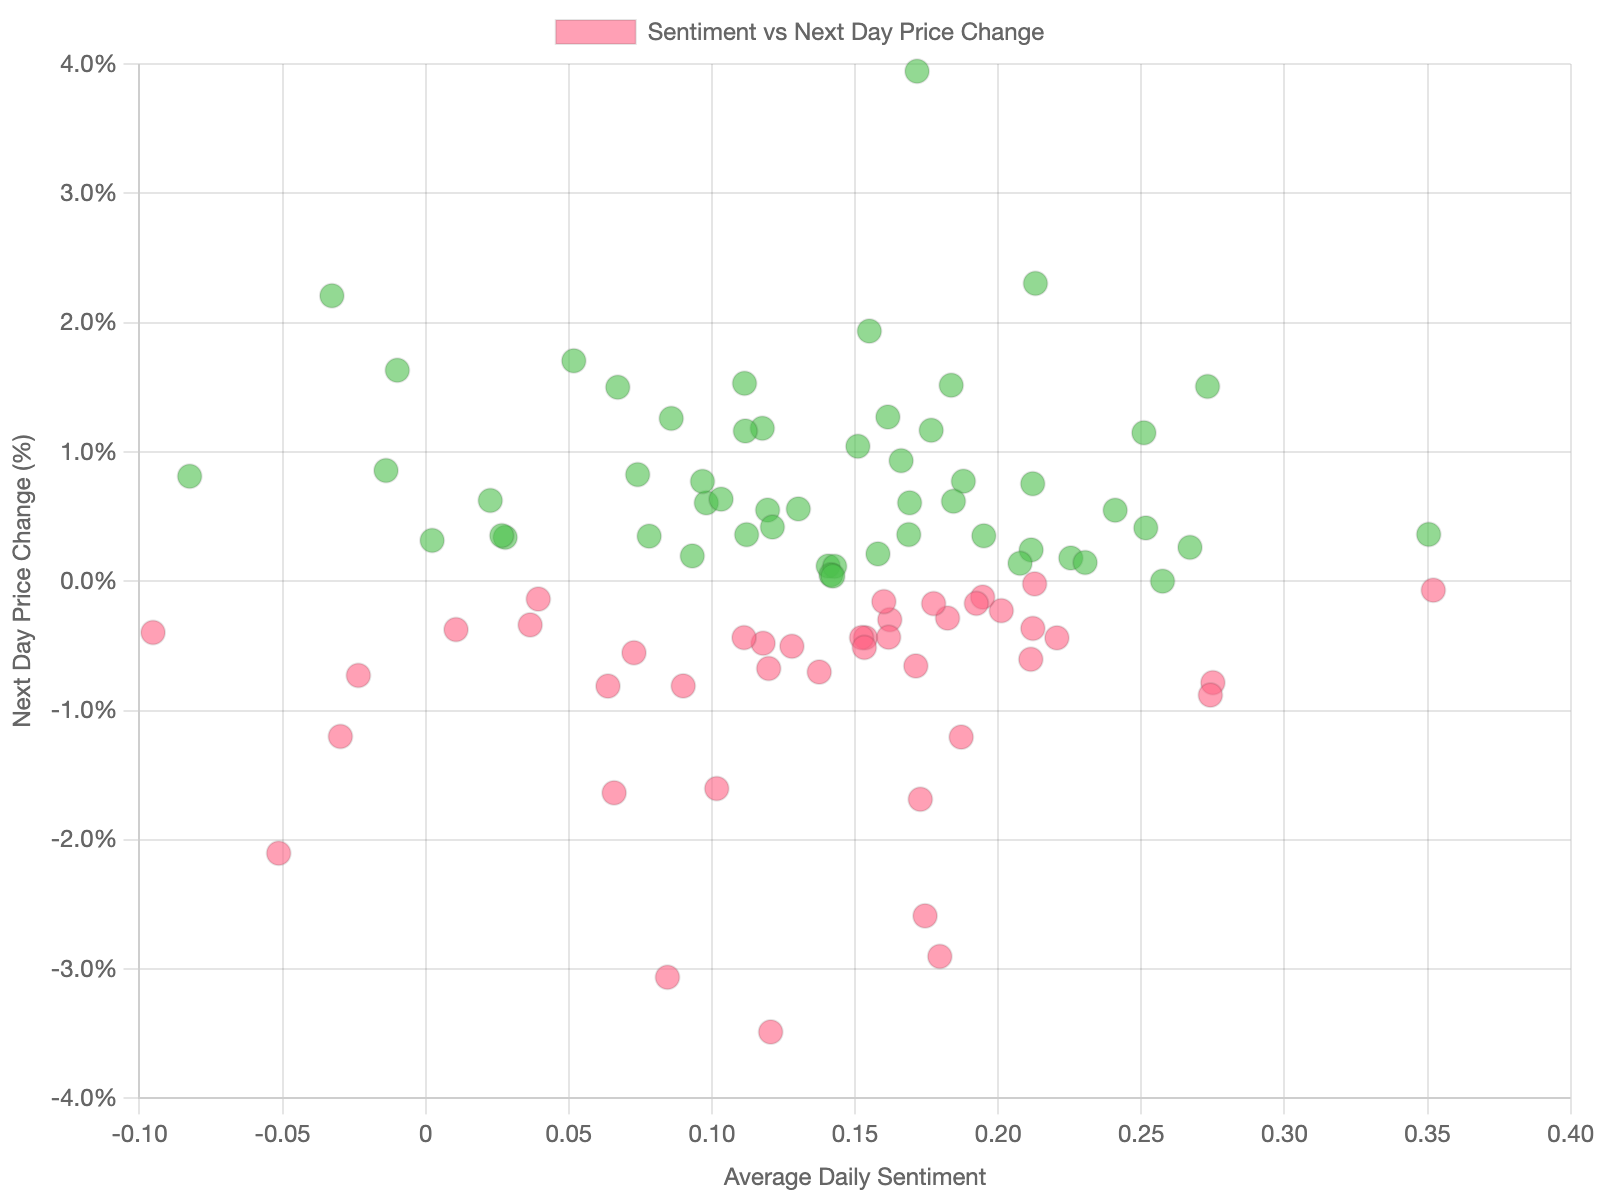 Sentiment vs Next Day Price Change
4.0%
3.0%
2.0%
1.0%
0.0%
-1.0%
-2.0%
-3.0%
-4.0%
Next Day Price Change (%)
-0.10 -0.05 0 0.05 0.10 0.15 0.20 0.25 0.30 0.35 0.40
Average Daily Sentiment